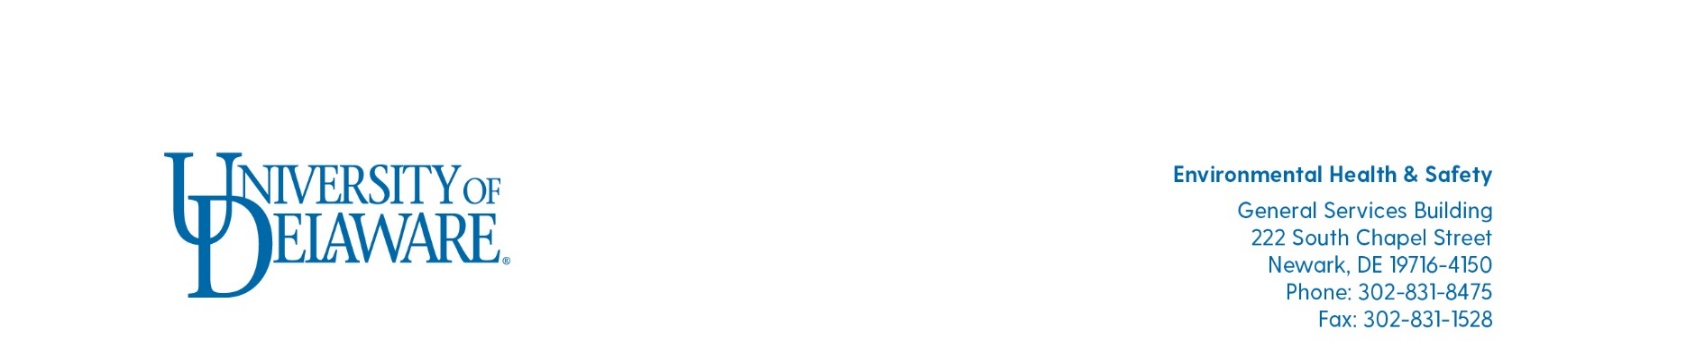 UNIVERSITY OF
DELAWARE®
Environmental Health & Safety
General Services Building
222 South Chapel Street
Newark, DE 19716-4150
Phone: 302-831-8475
Fax: 302-831-1528